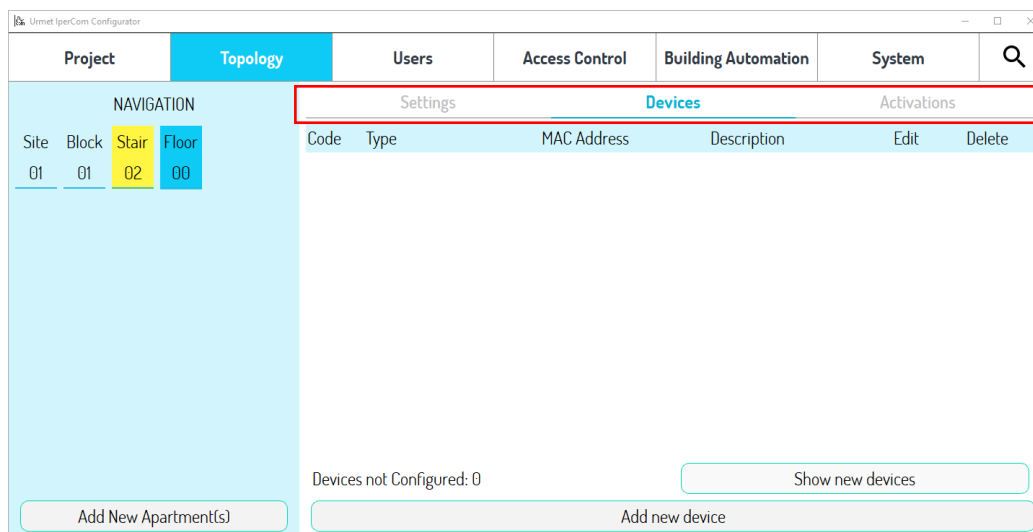 Urmet IperCom Configurator
Project Topology Users Access Control Building Automation System
NAVIGATION
Settings Devices Activations
Site Block Stair Floor
01 01 02 00
Code Type MAC Address Description Edit Delete
Devices not Configured: 0
Show new devices
Add New Apartment(s)
Add new device